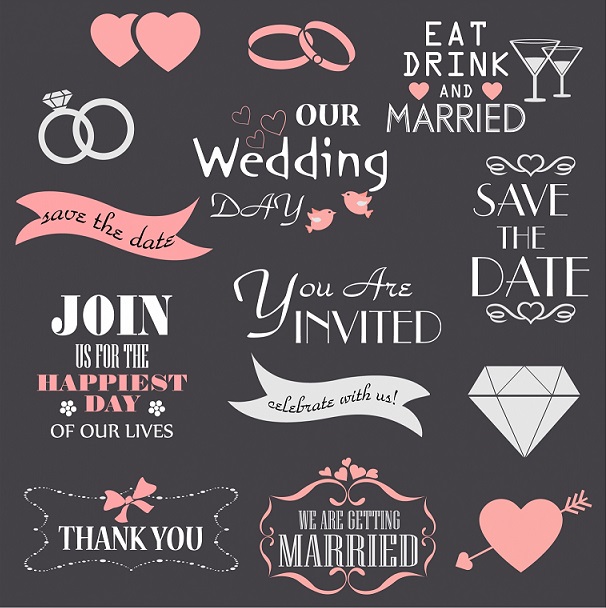 EAT
DRINK
AND
MARRIED
OUR
Wedding
DAY
save the date
SAVE
THE
DATE
You Are
INVITED
JOIN
US FOR THE
HAPPIEST
DAY
OF OUR LIVES
celebrate with us!
THANK YOU
WE ARE GETTING
MARRIED